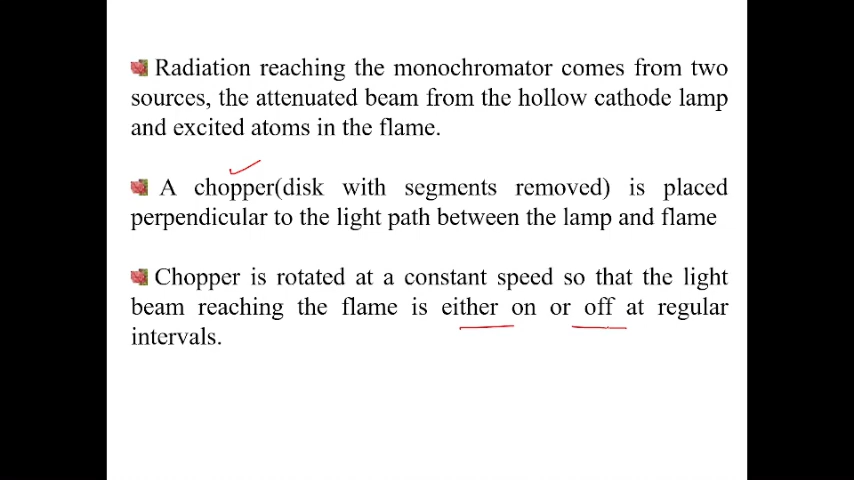 Radiation reaching the monochromator comes from two
sources, the attenuated beam from the hollow cathode lamp
and excited atoms in the flame.
A chopper(disk with segments removed) is placed
perpendicular to the light path between the lamp and flame
Chopper is rotated at a constant speed so that the light
beam reaching the flame is either on or off at regular
intervals.